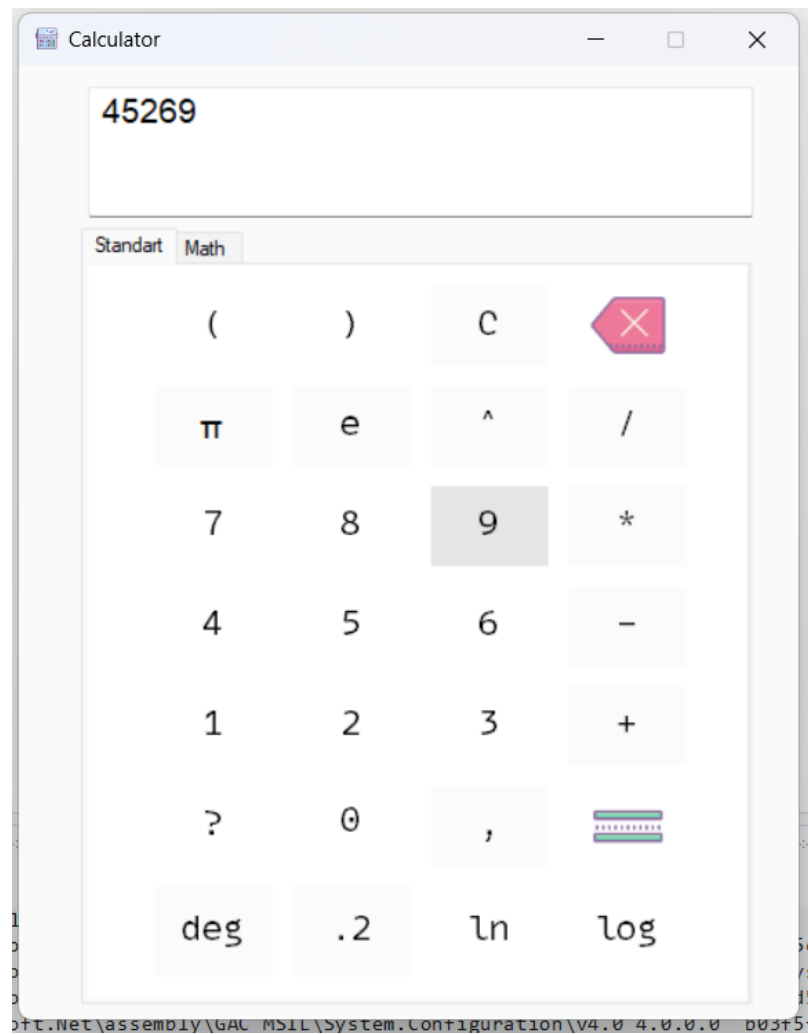 Calculator
45269
Standart Math
( ) C
π e ^ /
7 8 9 *
4 5 6 -
1 2 3 +
? 0 ,
deg .2 ln log
oft.Net\assembly\GAC_MSIL\System.Configuration\v4.0_4.0.0.0__b03f5